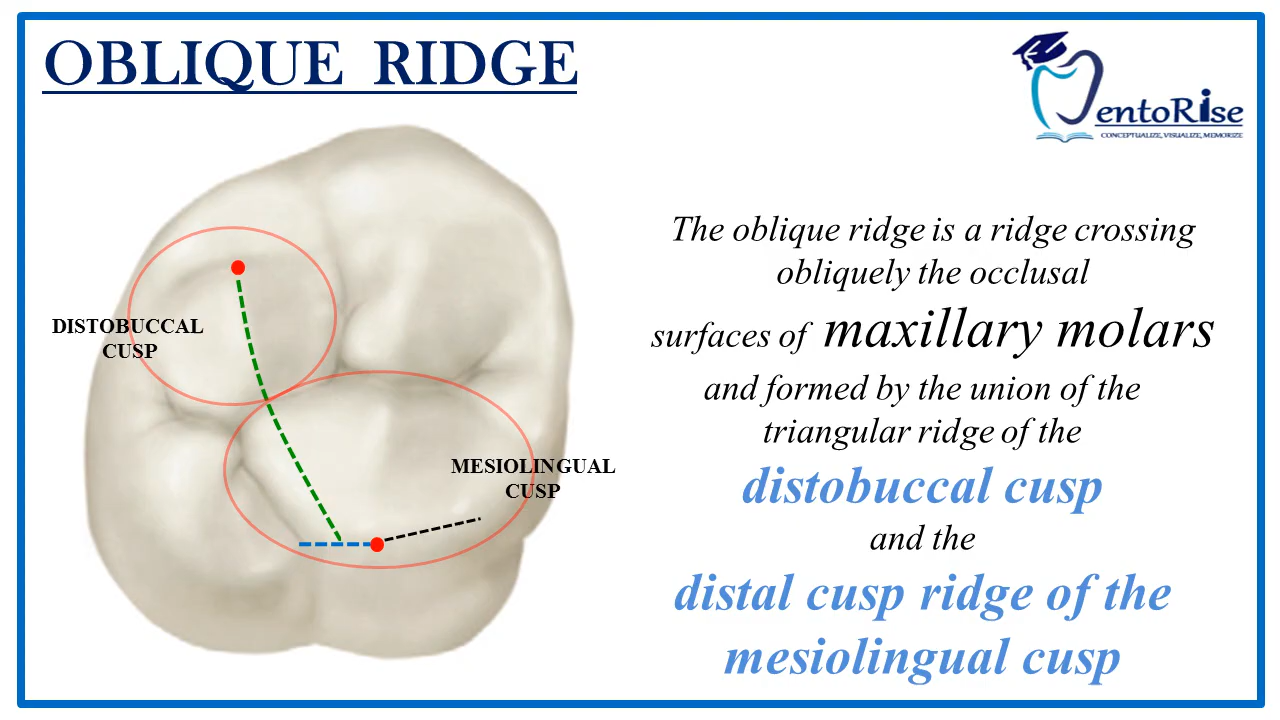 OBLIQUE RIDGE
entoRise
CONCEPTUALIZE, VISUALIZE, MEMORIZE
DISTOBUCCAL
CUSP
MESIOLINGUAL
CUSP
The oblique ridge is a ridge crossing
obliquely the occlusal
surfaces of maxillary molars
and formed by the union of the
triangular ridge of the
distobuccal cusp
and the
distal cusp ridge of the
mesiolingual cusp